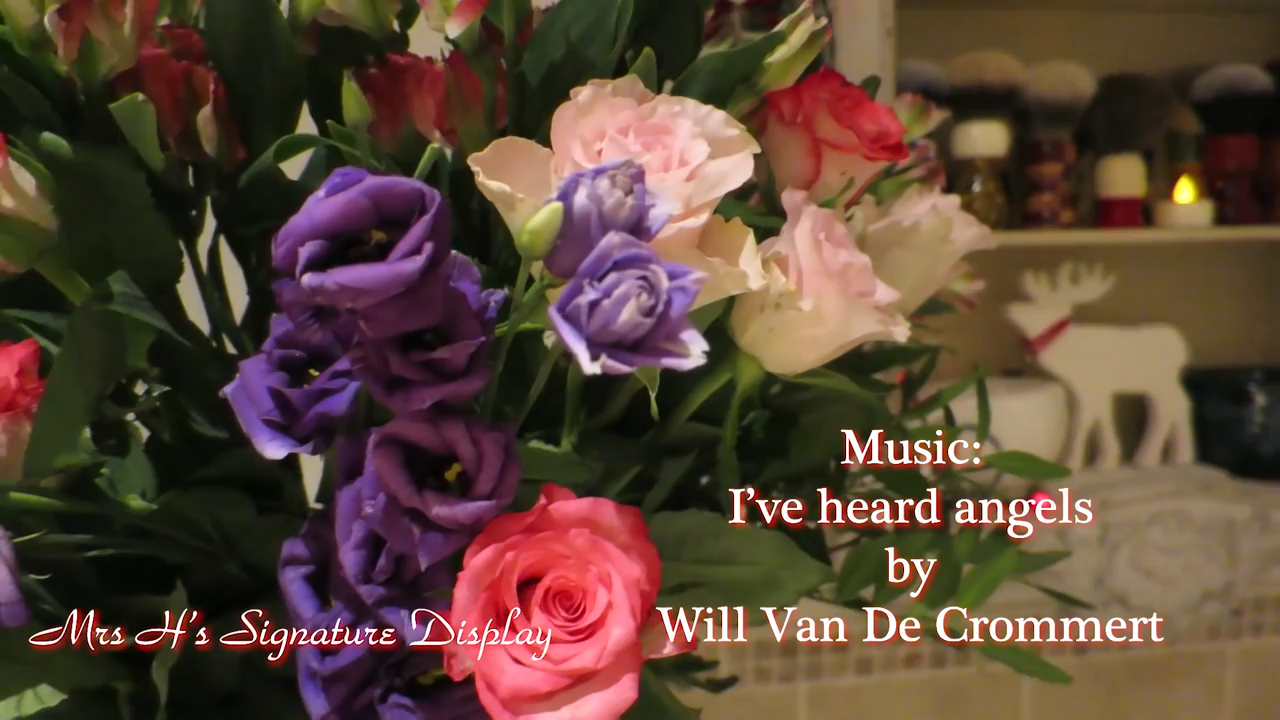 Music:
I've heard angels
by
Will Van De Crommert
Mrs H's Signature Display